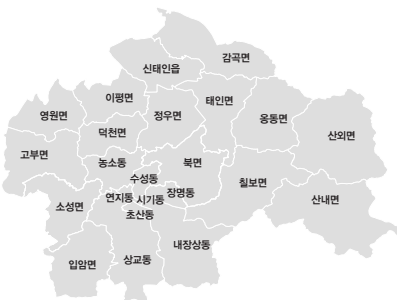 감곡면
신태인읍
이평면
태인면
영원면
정우면
옹동면
덕천면
산외면
고부면
농소동
북면
수성동
칠보면
장명동
연지동
시기동
산내면
소성면
초산동
내장상동
상교동
입암면